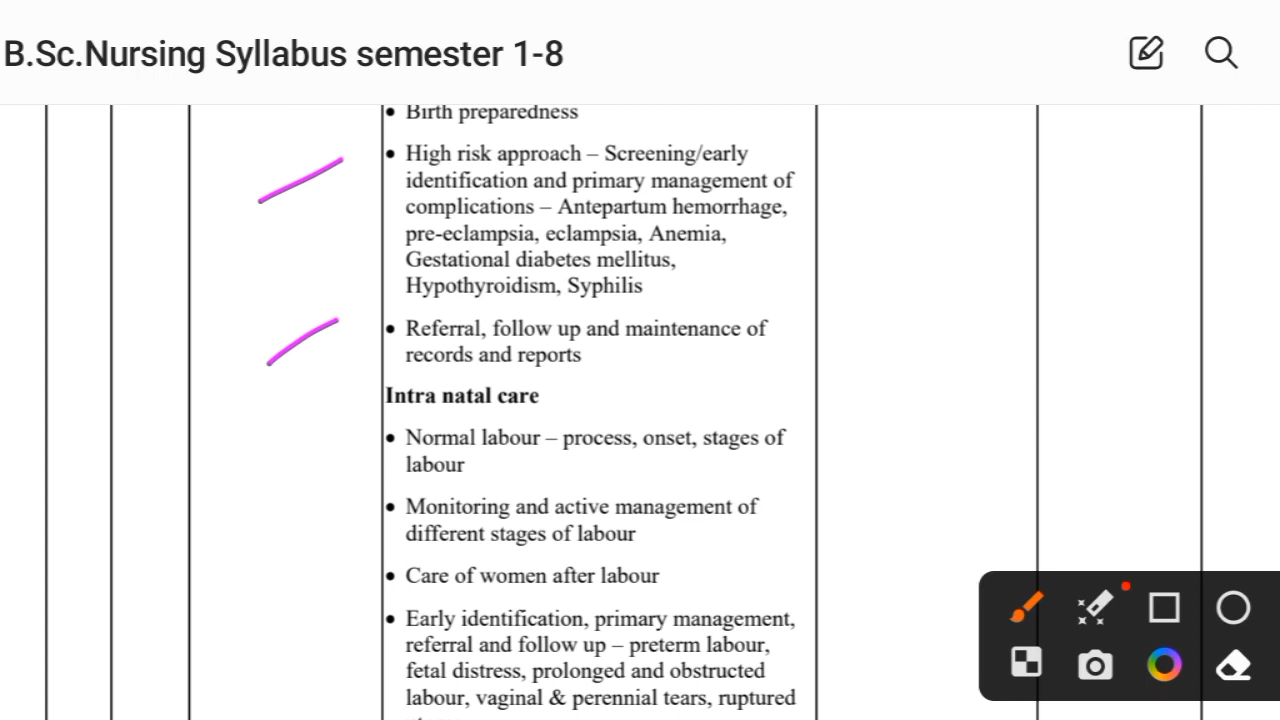 B.Sc.Nursing Syllabus semester 1-8
• Birth preparedness
• High risk approach – Screening/early
identification and primary management of
complications – Antepartum hemorrhage,
pre-eclampsia, eclampsia, Anemia,
Gestational diabetes mellitus,
Hypothyroidism, Syphilis
• Referral, follow up and maintenance of
records and reports
Intra natal care
• Normal labour – process, onset, stages of
labour
• Monitoring and active management of
different stages of labour
• Care of women after labour
• Early identification, primary management,
referral and follow up – preterm labour,
fetal distress, prolonged and obstructed
labour, vaginal & perennial tears, ruptured